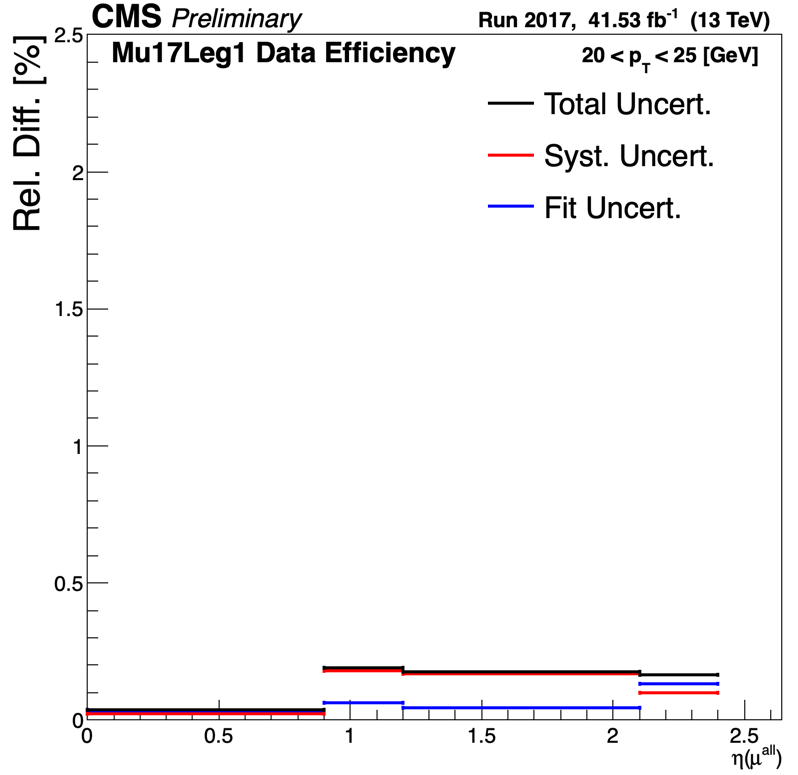 CMS Preliminary
Run 2017, 41.53 fb⁻¹ (13 TeV)
Mu17Leg1 Data Efficiency
20 < p_T < 25 [GeV]
Total Uncert.
Syst. Uncert.
Fit Uncert.
Rel. Diff. [%]
2.5
2
1.5
1
0.5
0
0 0.5 1 1.5 2 2.5
η(μ^all)